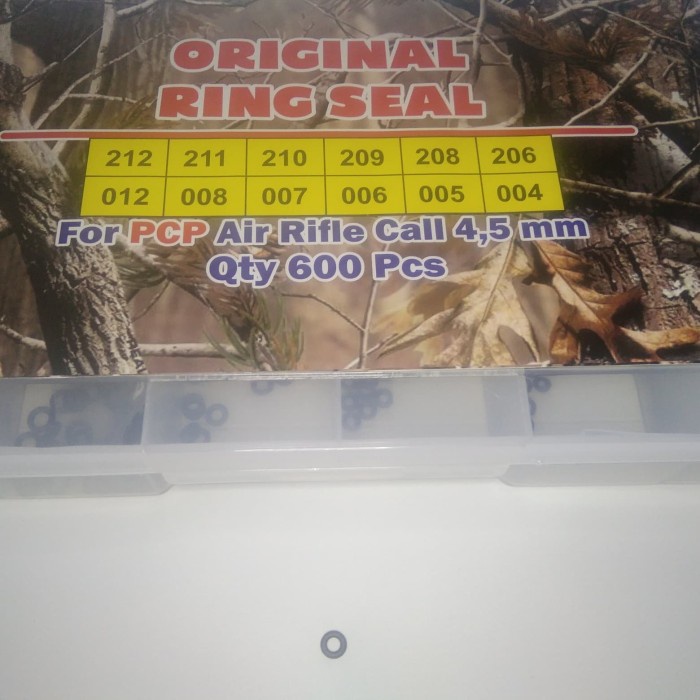 ORIGINAL
RING SEAL
212 211 210 209 208 206
012 008 007 006 005 004
For PCP Air Rifle Call 4,5 mm
Qty 600 Pcs